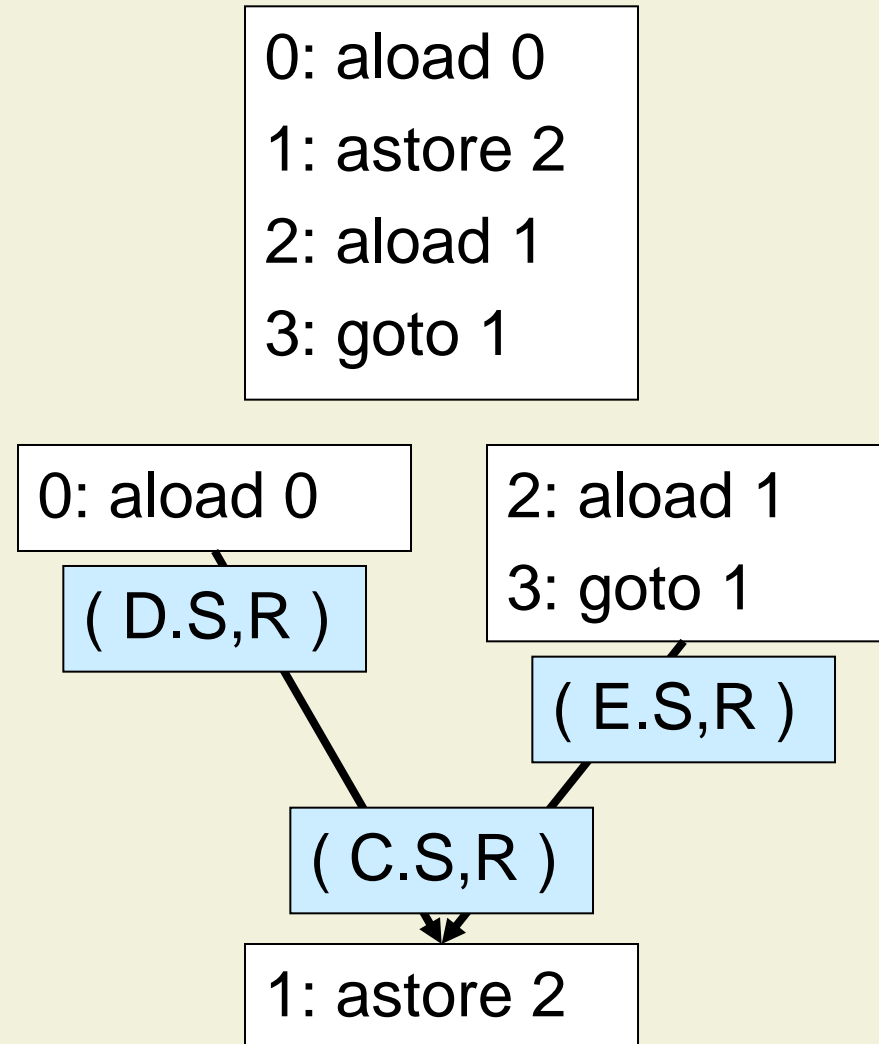 0: aload 0
1: astore 2
2: aload 1
3: goto 1
0: aload 0
2: aload 1
3: goto 1
( D.S,R )
( E.S,R )
( C.S,R )
1: astore 2